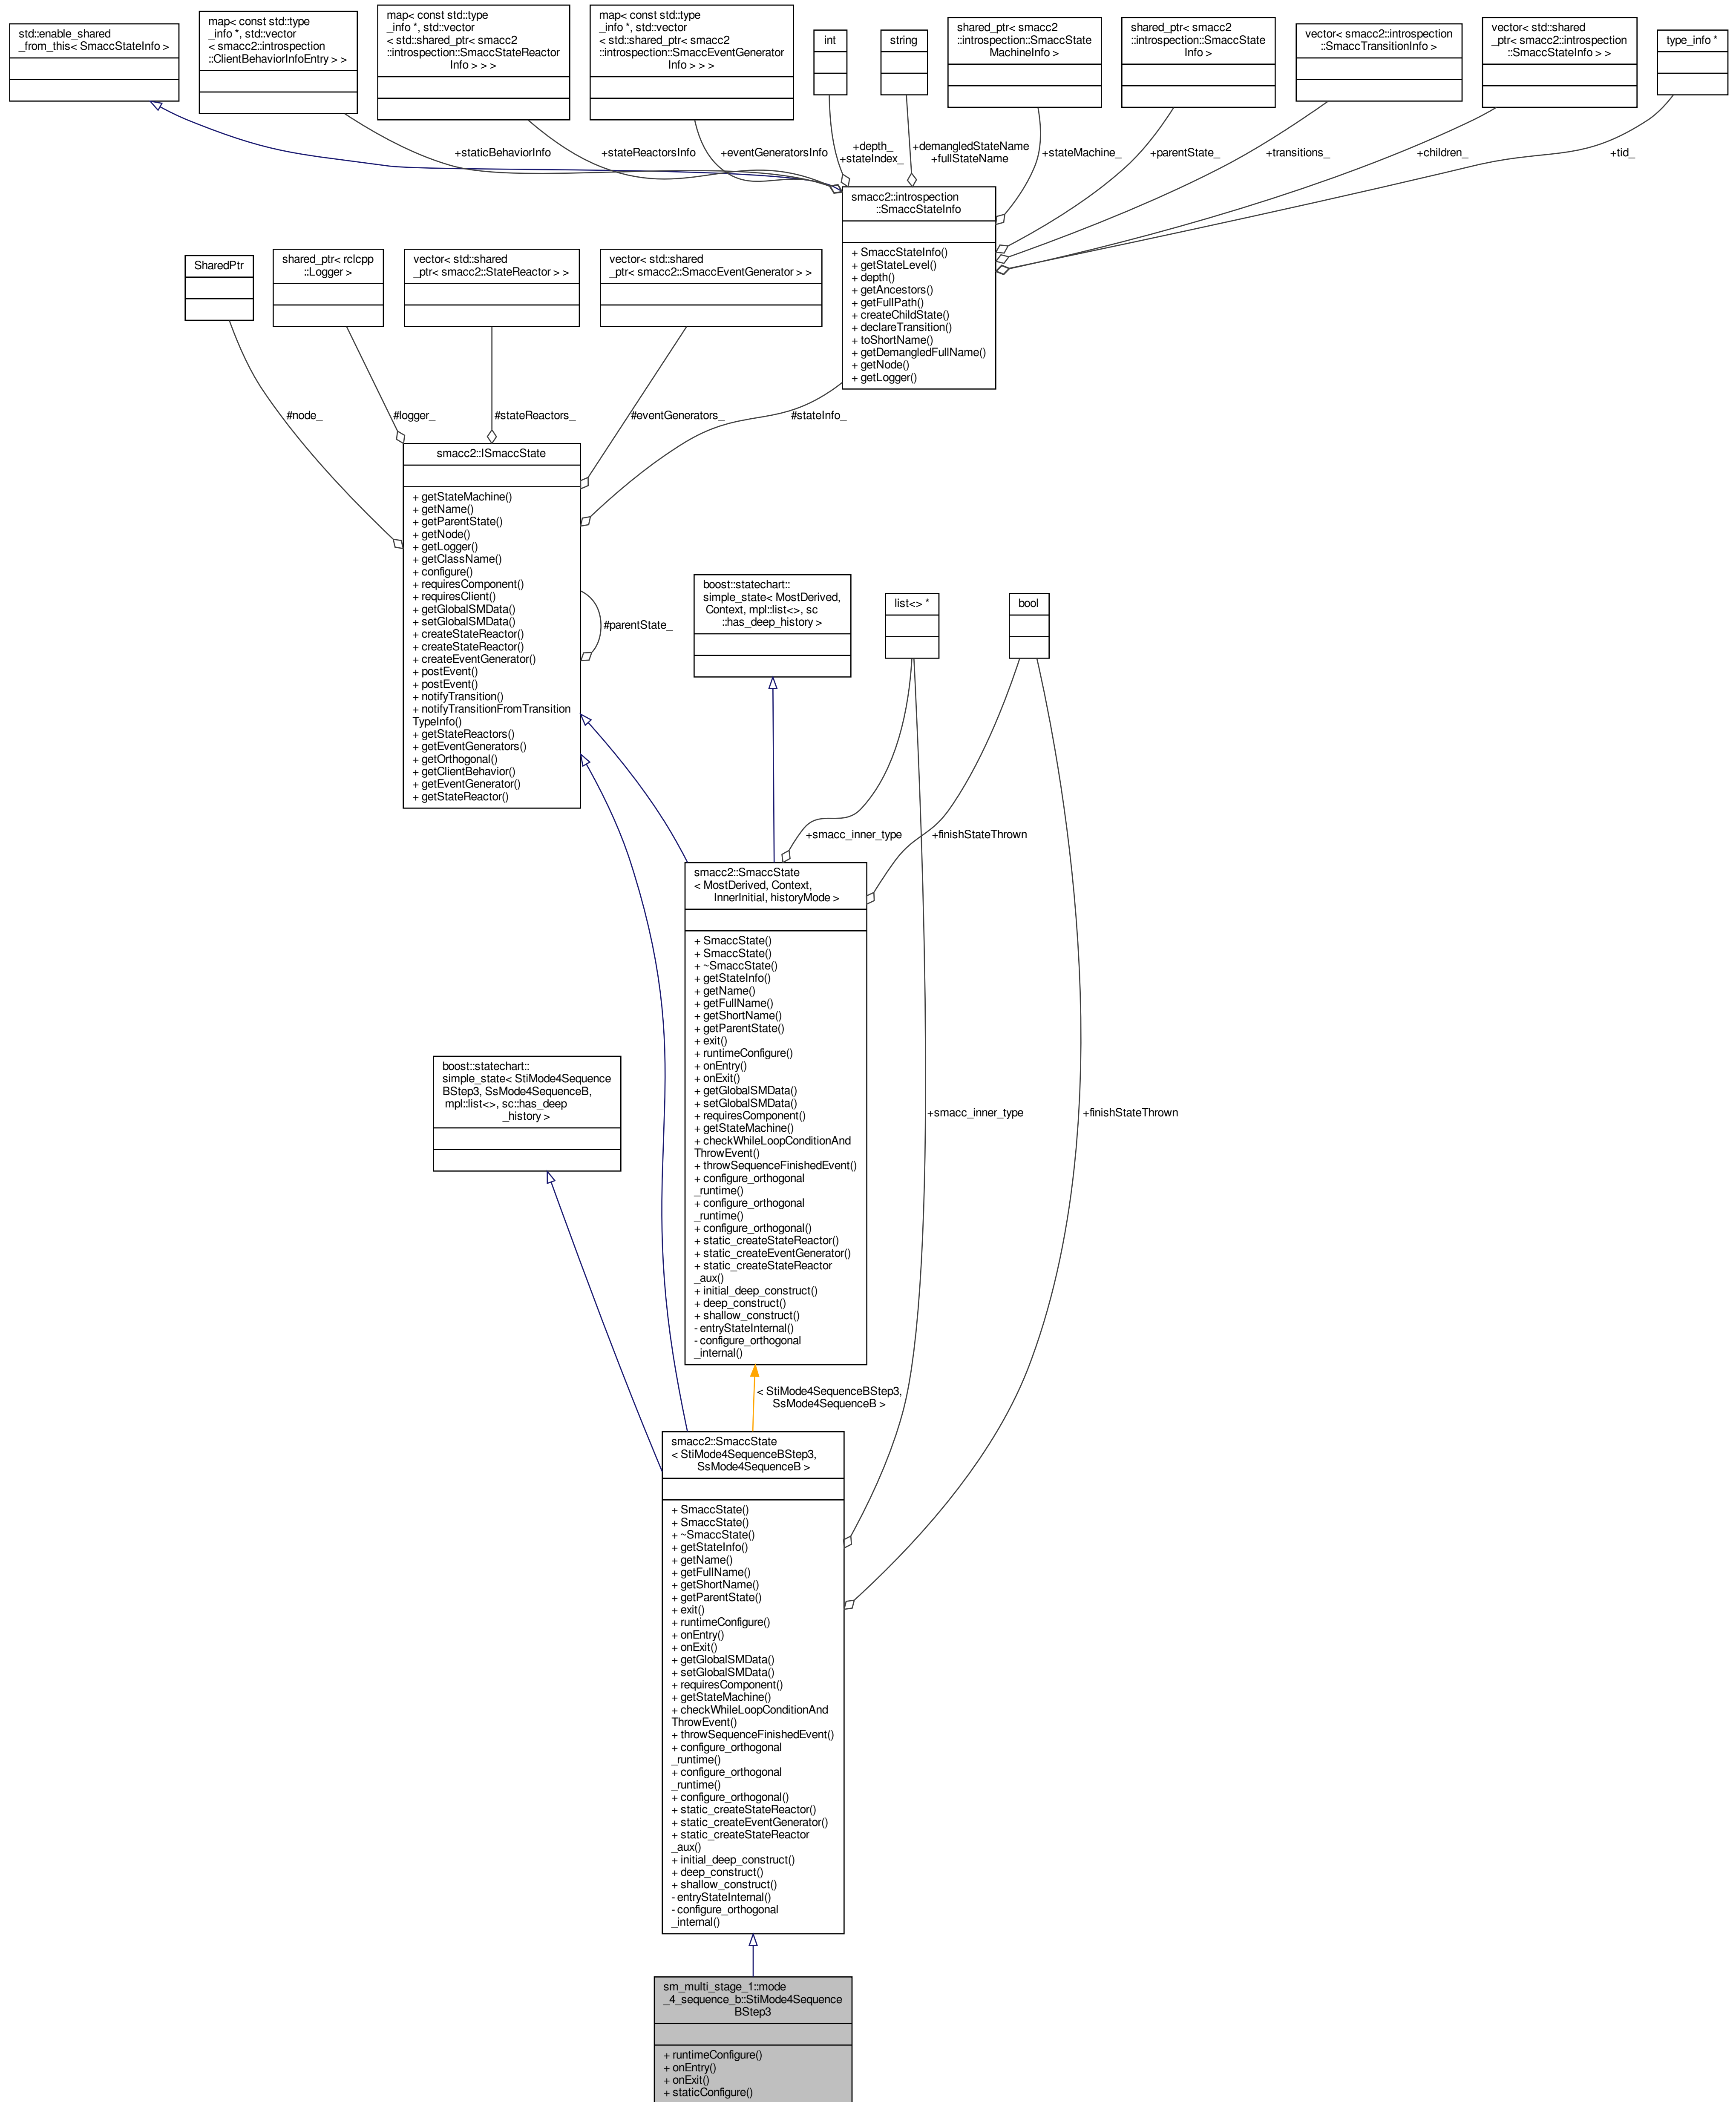 std::enable_shared
_from_this< SmaccStateInfo >
map< const std::type
_info *, std::vector
< smacc2::introspection
::ClientBehaviorInfoEntry > >
map< const std::type
_info *, std::vector
< std::shared_ptr< smacc2
::introspection::SmaccStateReactor
Info > > >
map< const std::type
_info *, std::vector
< std::shared_ptr< smacc2
::introspection::SmaccEventGenerator
Info > > >
int
string
shared_ptr< smacc2
::introspection::SmaccState
MachineInfo >
shared_ptr< smacc2
::introspection::SmaccState
Info >
vector< smacc2::introspection
::SmaccTransitionInfo >
vector< std::shared
_ptr< smacc2::introspection
::SmaccStateInfo > >
type_info *
+staticBehaviorInfo
+stateReactorsInfo
+eventGeneratorsInfo
+depth_
+stateIndex_
+demangledStateName
+fullStateName
+stateMachine_
+parentState_
+transitions_
+children_
+tid_
smacc2::introspection
::SmaccStateInfo
+ SmaccStateInfo()
+ getStateLevel()
+ depth()
+ getAncestors()
+ getFullPath()
+ createChildState()
+ declareTransition()
+ toShortName()
+ getDemangledFullName()
+ getNode()
+ getLogger()
SharedPtr
shared_ptr< rclcpp
::Logger >
vector< std::shared
_ptr< smacc2::StateReactor > >
vector< std::shared
_ptr< smacc2::SmaccEventGenerator > >
#node_
#logger_
#stateReactors_
#eventGenerators_
#stateInfo_
smacc2::ISmaccState
+ getStateMachine()
+ getName()
+ getParentState()
+ getNode()
+ getLogger()
+ getClassName()
+ configure()
+ requiresComponent()
+ requiresClient()
+ getGlobalSMData()
+ setGlobalSMData()
+ createStateReactor()
+ createStateReactor()
+ createEventGenerator()
+ postEvent()
+ postEvent()
+ notifyTransition()
+ notifyTransitionFromTransition
TypeInfo()
+ getStateReactors()
+ getEventGenerators()
+ getOrthogonal()
+ getClientBehavior()
+ getEventGenerator()
+ getStateReactor()
#parentState_
boost::statechart::
simple_state< MostDerived,
Context, mpl::list<>, sc
::has_deep_history >
list<> *
bool
+smacc_inner_type
+finishStateThrown
smacc2::SmaccState
< MostDerived, Context,
InnerInitial, historyMode >
+ SmaccState()
+ SmaccState()
+ ~SmaccState()
+ getStateInfo()
+ getName()
+ getFullName()
+ getShortName()
+ getParentState()
+ exit()
+ runtimeConfigure()
+ onEntry()
+ onExit()
+ getGlobalSMData()
+ setGlobalSMData()
+ requiresComponent()
+ getStateMachine()
+ checkWhileLoopConditionAnd
ThrowEvent()
+ throwSequenceFinishedEvent()
+ configure_orthogonal
_runtime()
+ configure_orthogonal
_runtime()
+ configure_orthogonal()
+ static_createStateReactor()
+ static_createEventGenerator()
+ static_createStateReactor
_aux()
+ initial_deep_construct()
+ deep_construct()
+ shallow_construct()
- entryStateInternal()
- configure_orthogonal
_internal()
boost::statechart::
simple_state< StiMode4Sequence
BStep3, SsMode4SequenceB,
mpl::list<>, sc::has_deep
_history >
+smacc_inner_type
+finishStateThrown
< StiMode4SequenceBStep3,
SsMode4SequenceB >
smacc2::SmaccState
< StiMode4SequenceBStep3,
SsMode4SequenceB >
+ SmaccState()
+ SmaccState()
+ ~SmaccState()
+ getStateInfo()
+ getName()
+ getFullName()
+ getShortName()
+ getParentState()
+ exit()
+ runtimeConfigure()
+ onEntry()
+ onExit()
+ getGlobalSMData()
+ setGlobalSMData()
+ requiresComponent()
+ getStateMachine()
+ checkWhileLoopConditionAnd
ThrowEvent()
+ throwSequenceFinishedEvent()
+ configure_orthogonal
_runtime()
+ configure_orthogonal
_runtime()
+ configure_orthogonal()
+ static_createStateReactor()
+ static_createEventGenerator()
+ static_createStateReactor
_aux()
+ initial_deep_construct()
+ deep_construct()
+ shallow_construct()
- entryStateInternal()
- configure_orthogonal
_internal()
sm_multi_stage_1::mode
_4_sequence_b::StiMode4Sequence
BStep3
+ runtimeConfigure()
+ onEntry()
+ onExit()
+ staticConfigure()